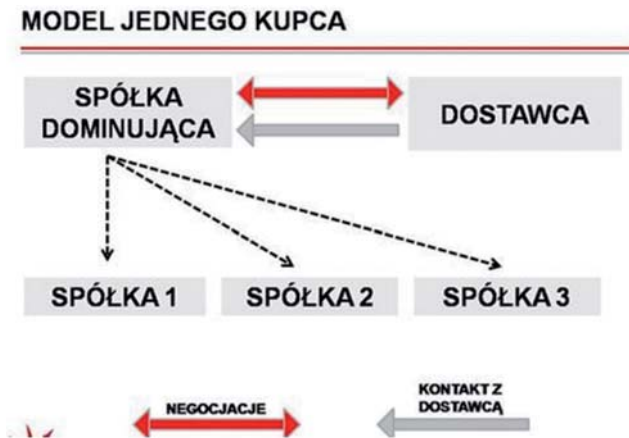 MODEL JEDNEGO KUPCA
SPÓŁKA
DOMINUJĄCA
DOSTAWCA
SPÓŁKA 1
SPÓŁKA 2
SPÓŁKA 3
NEGOCJACJE
KONTAKT Z
DOSTAWCĄ